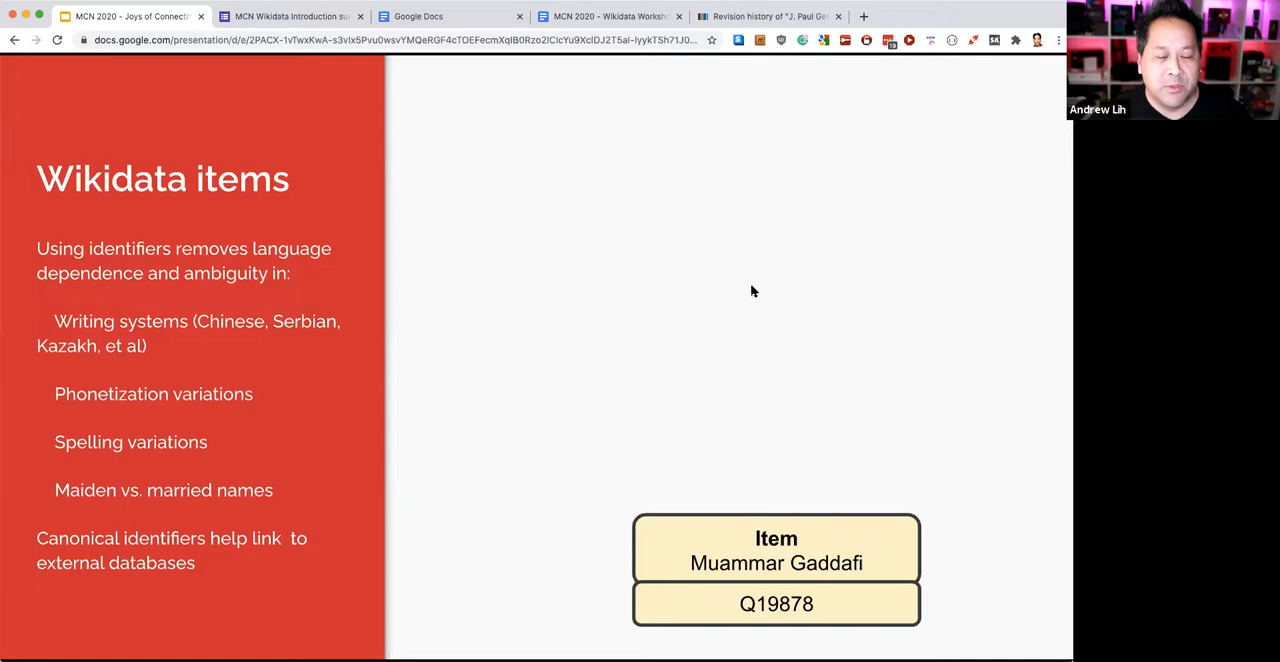 MCN 2020 - Joys of Connecti
MCN Wikidata Introduction su
Google Docs
MCN 2020 - Wikidata Worksh
Revision history of "J. Paul Ge
Andrew Lih
Wikidata items
Using identifiers removes language
dependence and ambiguity in:
Writing systems (Chinese, Serbian,
Kazakh, et al)
Phonetization variations
Spelling variations
Maiden vs. married names
Canonical identifiers help link to
external databases
Item
Muammar Gaddafi
Q19878